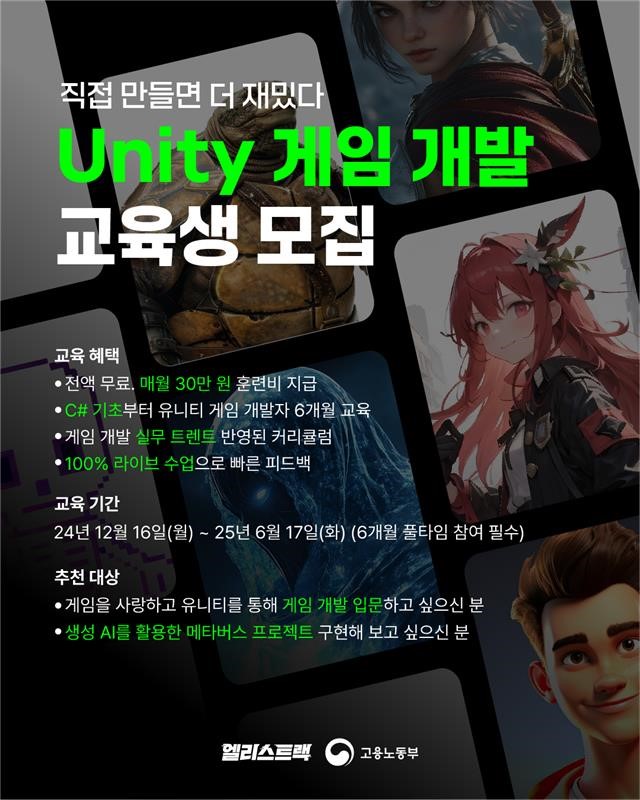 직접 만들면 더 재밌다
Unity 게임 개발
교육생 모집
교육 혜택
• 전액 무료. 매월 30만 원 훈련비 지급
• C# 기초부터 유니티 게임 개발자 6개월 교육
• 게임 개발 실무 트렌트 반영된 커리큘럼
• 100% 라이브 수업으로 빠른 피드백
교육 기간
24년 12월 16일(월) ~ 25년 6월 17일(화) (6개월 풀타임 참여 필수)
추천 대상
• 게임을 사랑하고 유니티를 통해 게임 개발 입문하고 싶으신 분
• 생성 AI를 활용한 메타버스 프로젝트 구현해 보고 싶으신 분
엘리스트랙 고용노동부